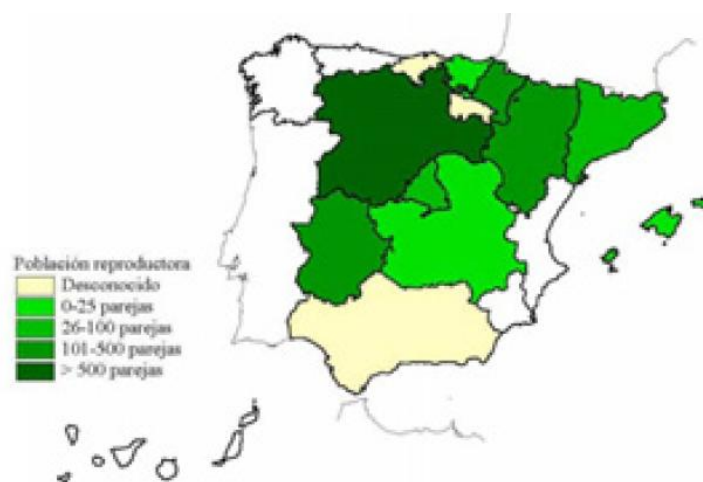 Población reproductora
Desconocido
0-25 parejas
26-100 parejas
101-500 parejas
> 500 parejas